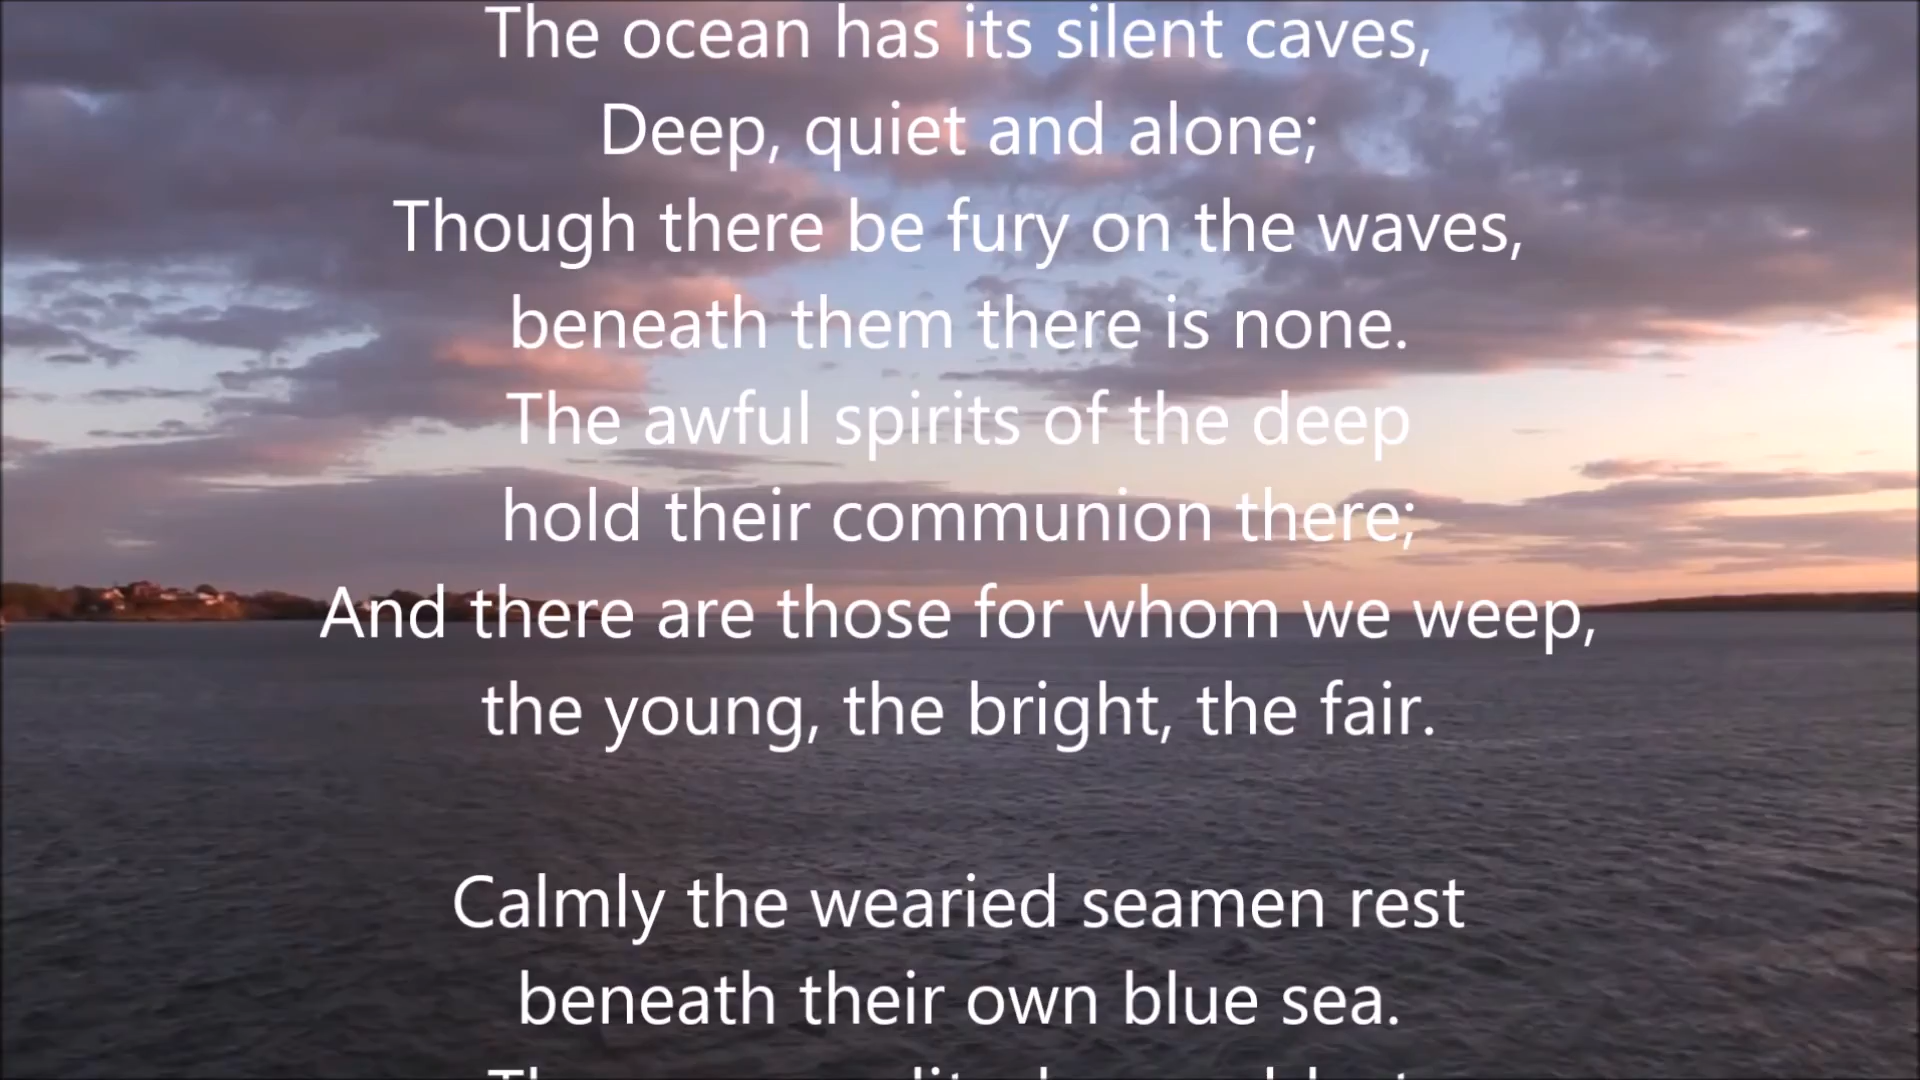 The ocean has its silent caves,
Deep, quiet and alone;
Though there be fury on the waves,
beneath them there is none.
The awful spirits of the deep
hold their communion there;
And there are those for whom we weep,
the young, the bright, the fair.
Calmly the wearied seamen rest
beneath their own blue sea.